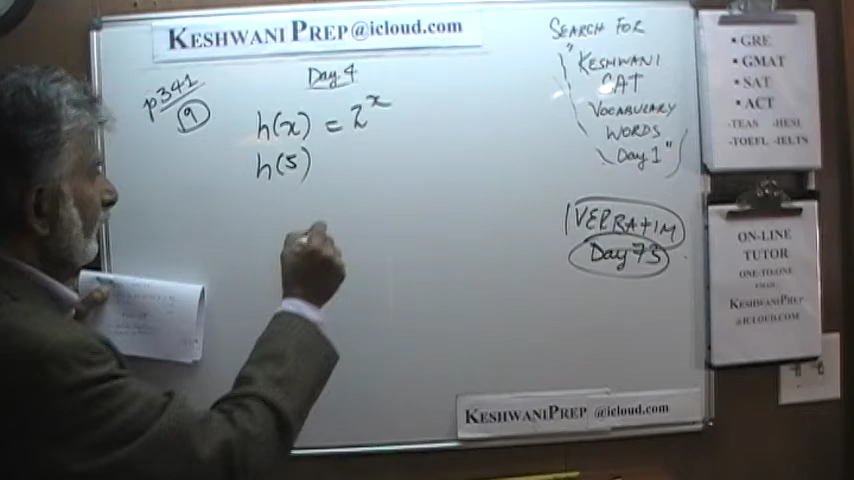 KESHWANIPREP@icloud.com
Day 4
p341
9
h(x) = 2^x
h(5)
SEARCH FOR
"KESHWANI
CAT
VOCABULARY
WORDS
Day 1"
VERBATIM
Day 73
• GRE
• GMAT
• SAT
• ACT
-TEAS -HESI
-TOEFL -IELTS
ON-LINE
TUTOR
ONE-TO-ONE
EMAIL
KESHWANIPREP
@ICLOUD.COM
KESHWANIPREP @icloud.com